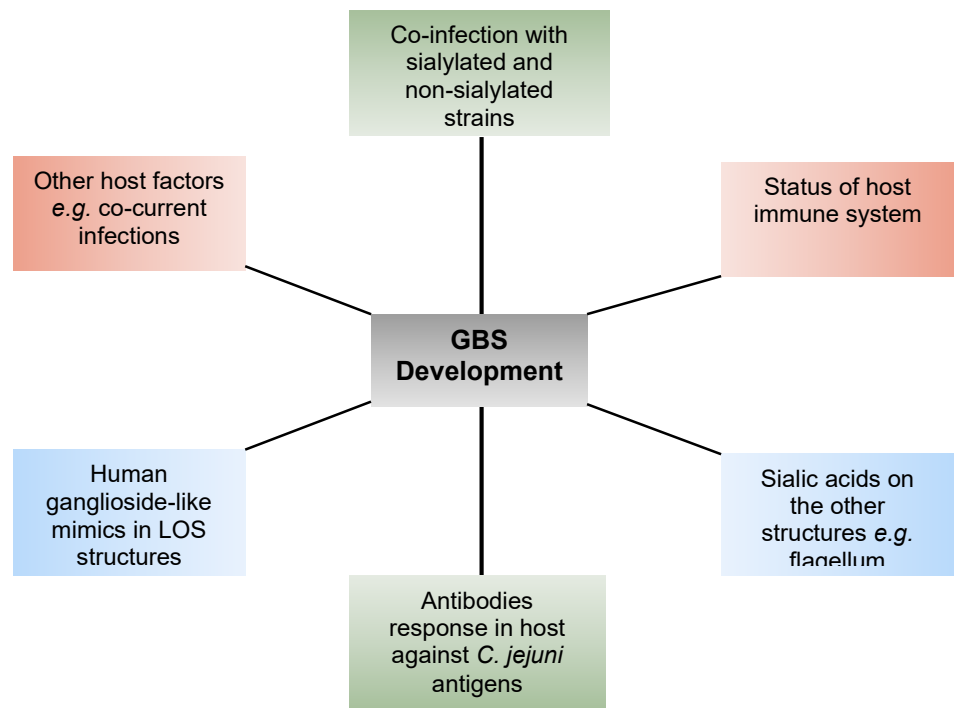 Co-infection with
sialylated and
non-sialylated
strains
Other host factors
e.g. co-current
infections
Status of host
immune system
GBS
Development
Human
ganglioside-like
mimics in LOS
structures
Sialic acids on
the other
structures e.g.
flagellum
Antibodies
response in host
against C. jejuni
antigens